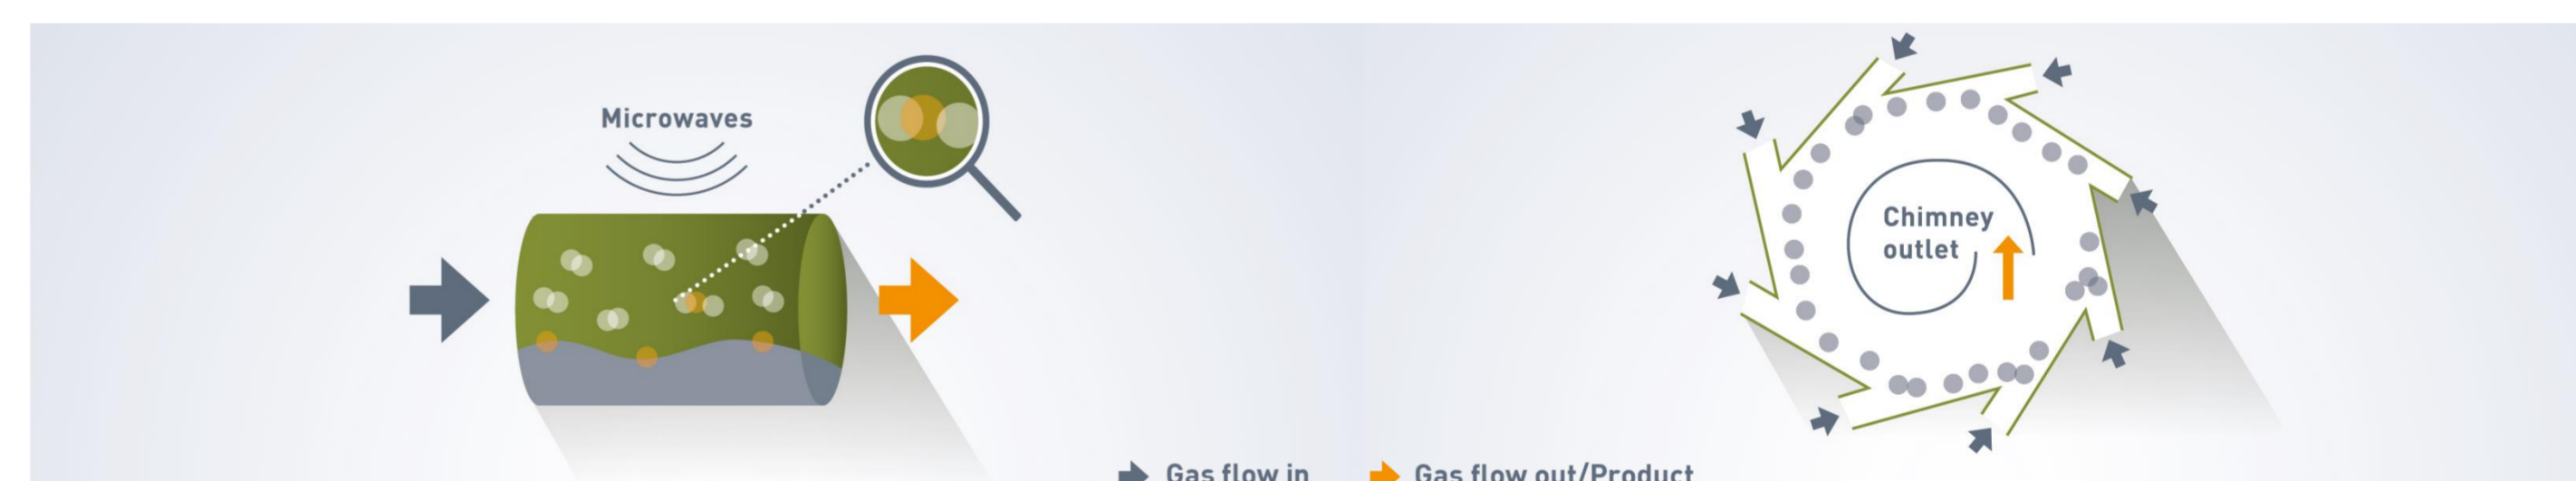 Microwaves
Chimney
outlet
Gas flow in
Gas flow out/Product